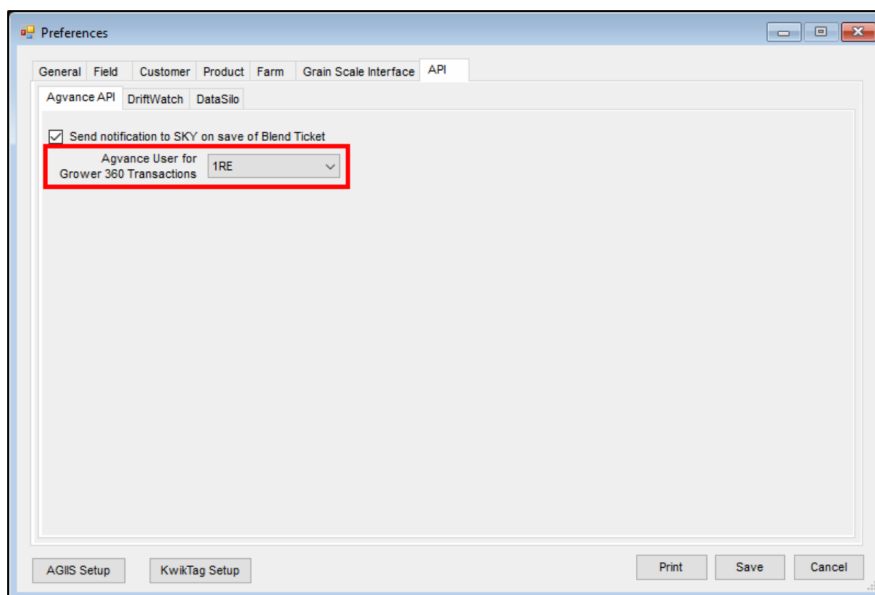 Preferences
General Field Customer Product Farm Grain Scale Interface API
Agvance API DriftWatch DataSilo
Send notification to SKY on save of Blend Ticket
Agvance User for
Grower 360 Transactions
1RE
AGIIS Setup KwikTag Setup Print Save Cancel